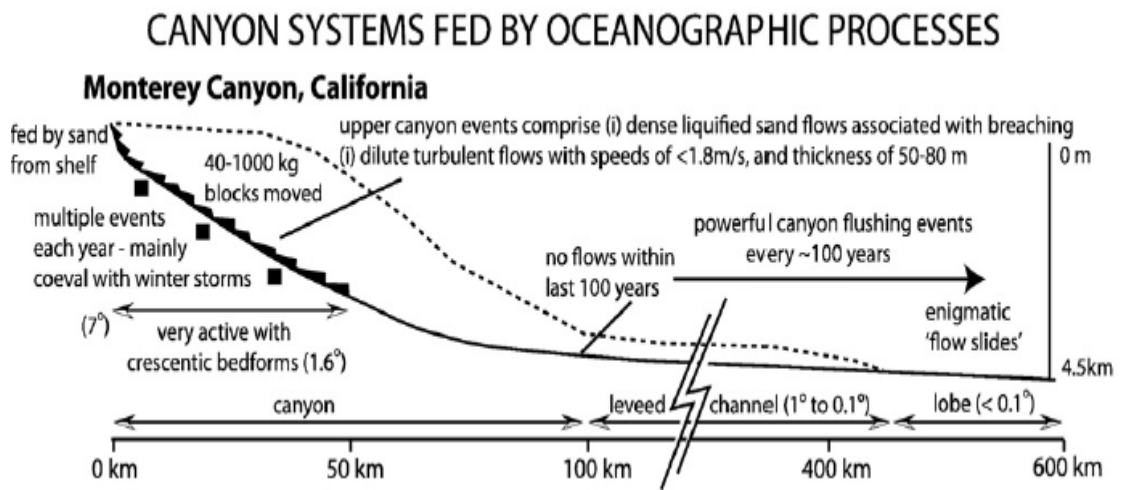 CANYON SYSTEMS FED BY OCEANOGRAPHIC PROCESSES
Monterey Canyon, California
fed by sand
from shelf
upper canyon events comprise (i) dense liquified sand flows associated with breaching
(i) dilute turbulent flows with speeds of <1.8m/s, and thickness of 50-80 m
0 m
40-1000 kg
blocks moved
multiple events
each year - mainly
coeval with winter storms
no flows within
last 100 years
powerful canyon flushing events
every ~100 years
enigmatic
'flow slides'
(7°)
very active with
crescentic bedforms (1.6°)
4.5km
canyon
leveed
channel (1° to 0.1°)
lobe (< 0.1°)
0 km
50 km
100 km
400 km
600 km